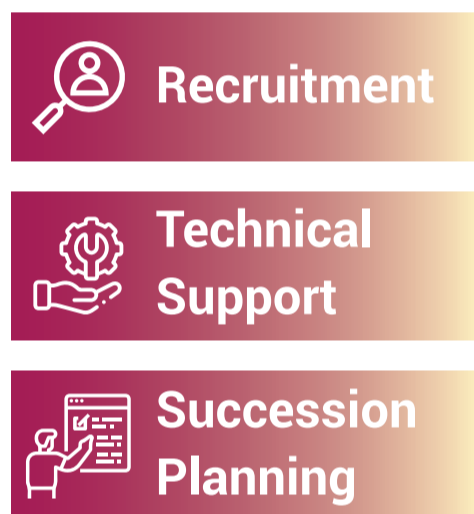 Recruitment
Technical
Support
Succession
Planning